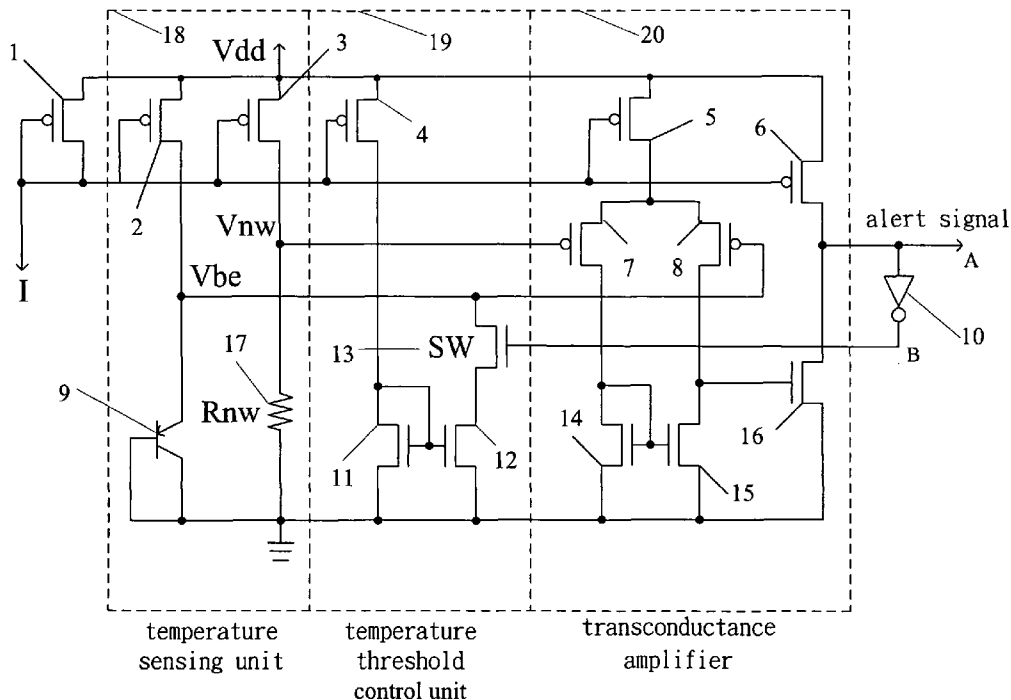 18
19
20
1
Vdd
3
4
5
6
2
Vnw
alert signal
A
7
8
I
Vbe
10
13
SW
B
17
9
Rnw
11
12
14
15
16
temperature
sensing unit
temperature
threshold
control unit
transconductance
amplifier